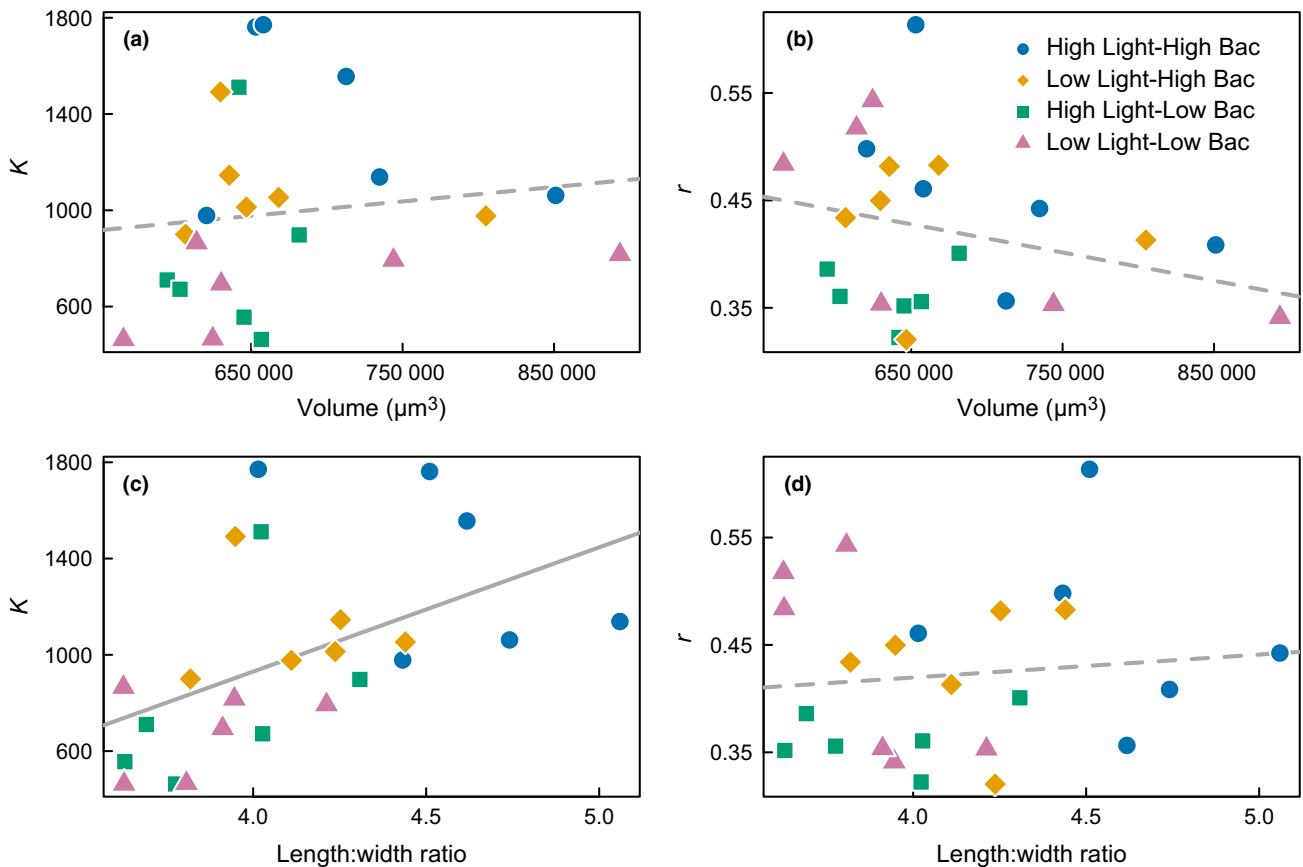 (a)
1800
1400
1000
600
K
650 000
750 000
850 000
Volume (µm³)
(b)
High Light-High Bac
Low Light-High Bac
High Light-Low Bac
Low Light-Low Bac
0.55
0.45
0.35
r
650 000
750 000
850 000
Volume (µm³)
(c)
1800
1400
1000
600
K
4.0
4.5
5.0
Length:width ratio
(d)
0.55
0.45
0.35
r
4.0
4.5
5.0
Length:width ratio